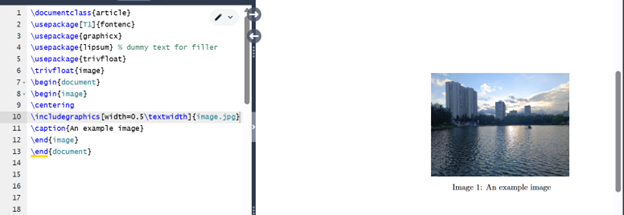 1 \documentclass{article}
2 \usepackage[T1]{fontenc}
3 \usepackage{graphicx}
4 \usepackage{lipsum} % dummy text for filler
5 \usepackage{trivfloat}
6 \trivfloat{image}
7 \begin{document}
8 \begin{image}
9 \centering
10 \includegraphics[width=0.5\textwidth]{image.jpg}
11 \caption{An example image}
12 \end{image}
13 \end{document}
14
15
16
17
18
Image 1: An example image